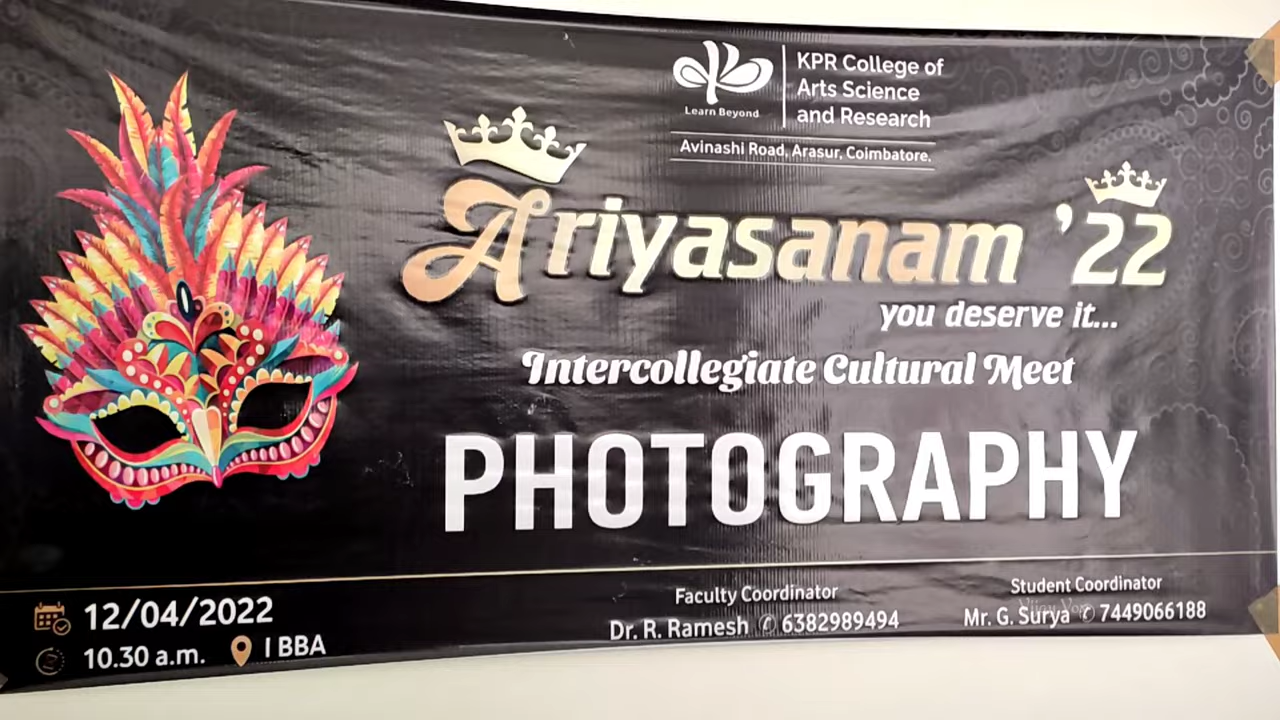 Learn Beyond
KPR College of
Arts Science
and Research
Avinashi Road, Arasur, Coimbatore.
Ariyasanam '22
you deserve it...
Intercollegiate Cultural Meet
PHOTOGRAPHY
12/04/2022
10.30 a.m.
I BBA
Faculty Coordinator
Dr. R. Ramesh 6382989494
Student Coordinator
Mr. G. Surya 7449066188